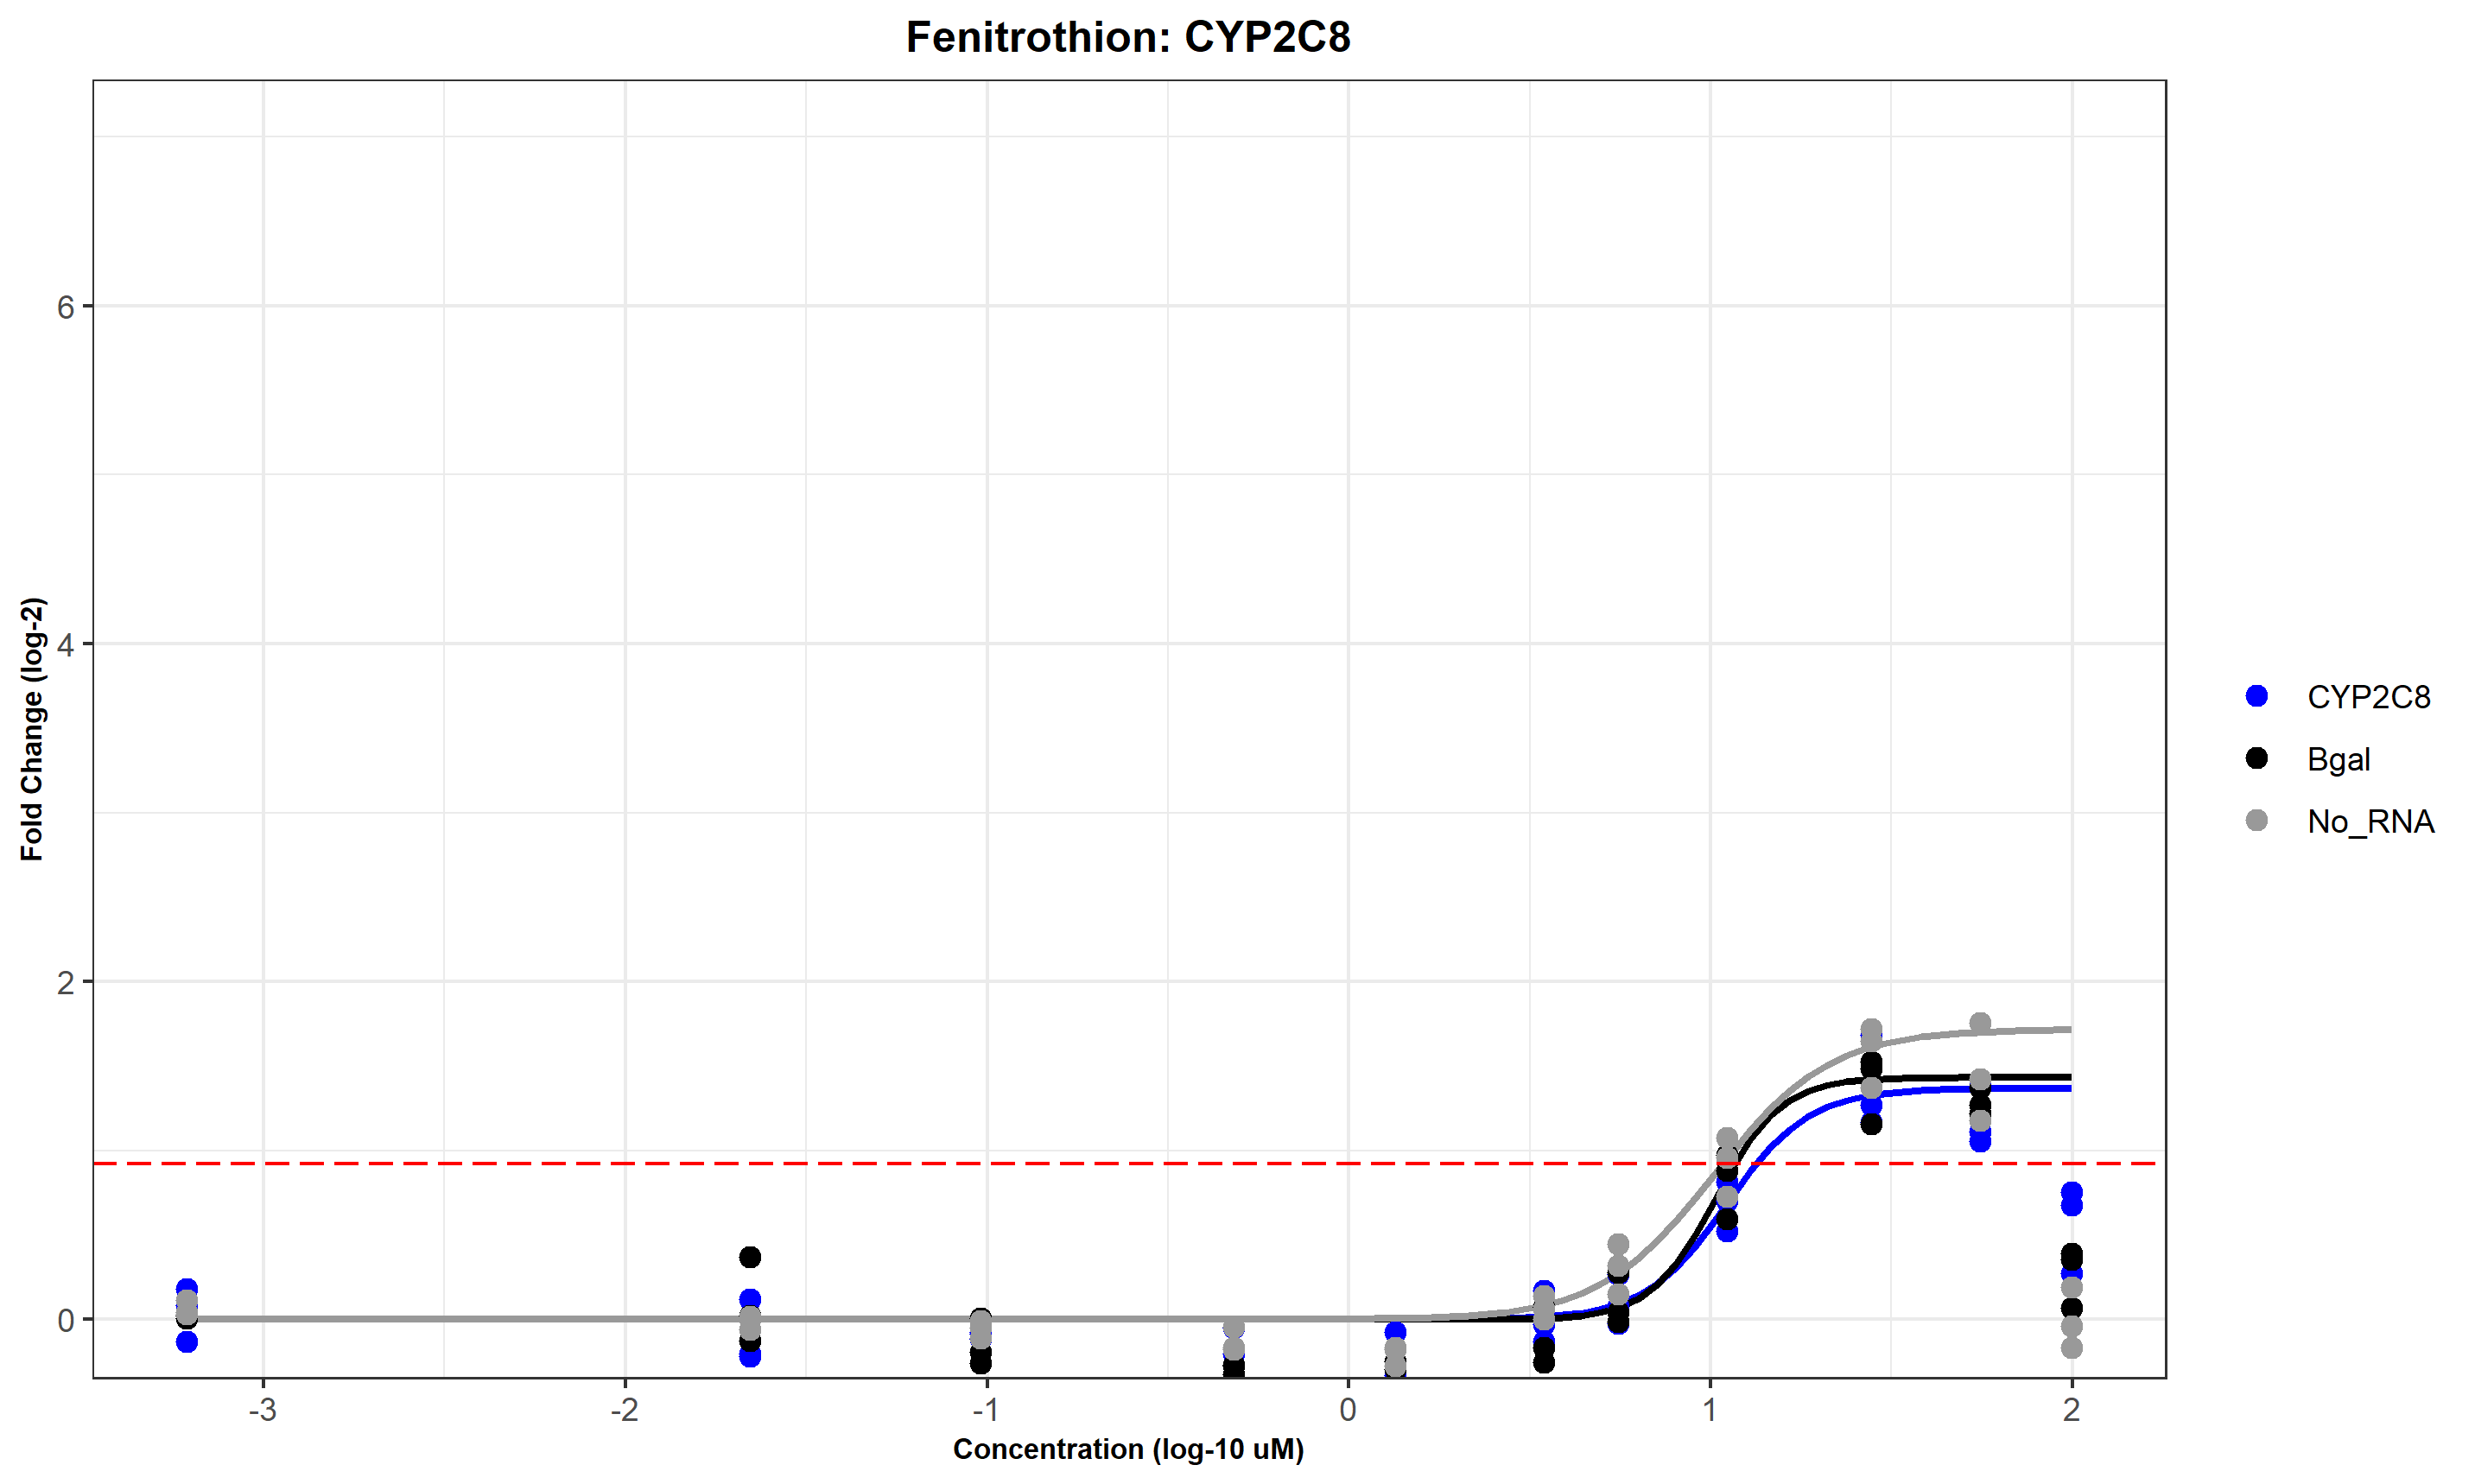 Fenitrothion: CYP2C8
Fold Change (log-2)
6
4
2
0
-3
-2
-1
0
1
2
Concentration (log-10 uM)
CYP2C8
Bgal
No_RNA